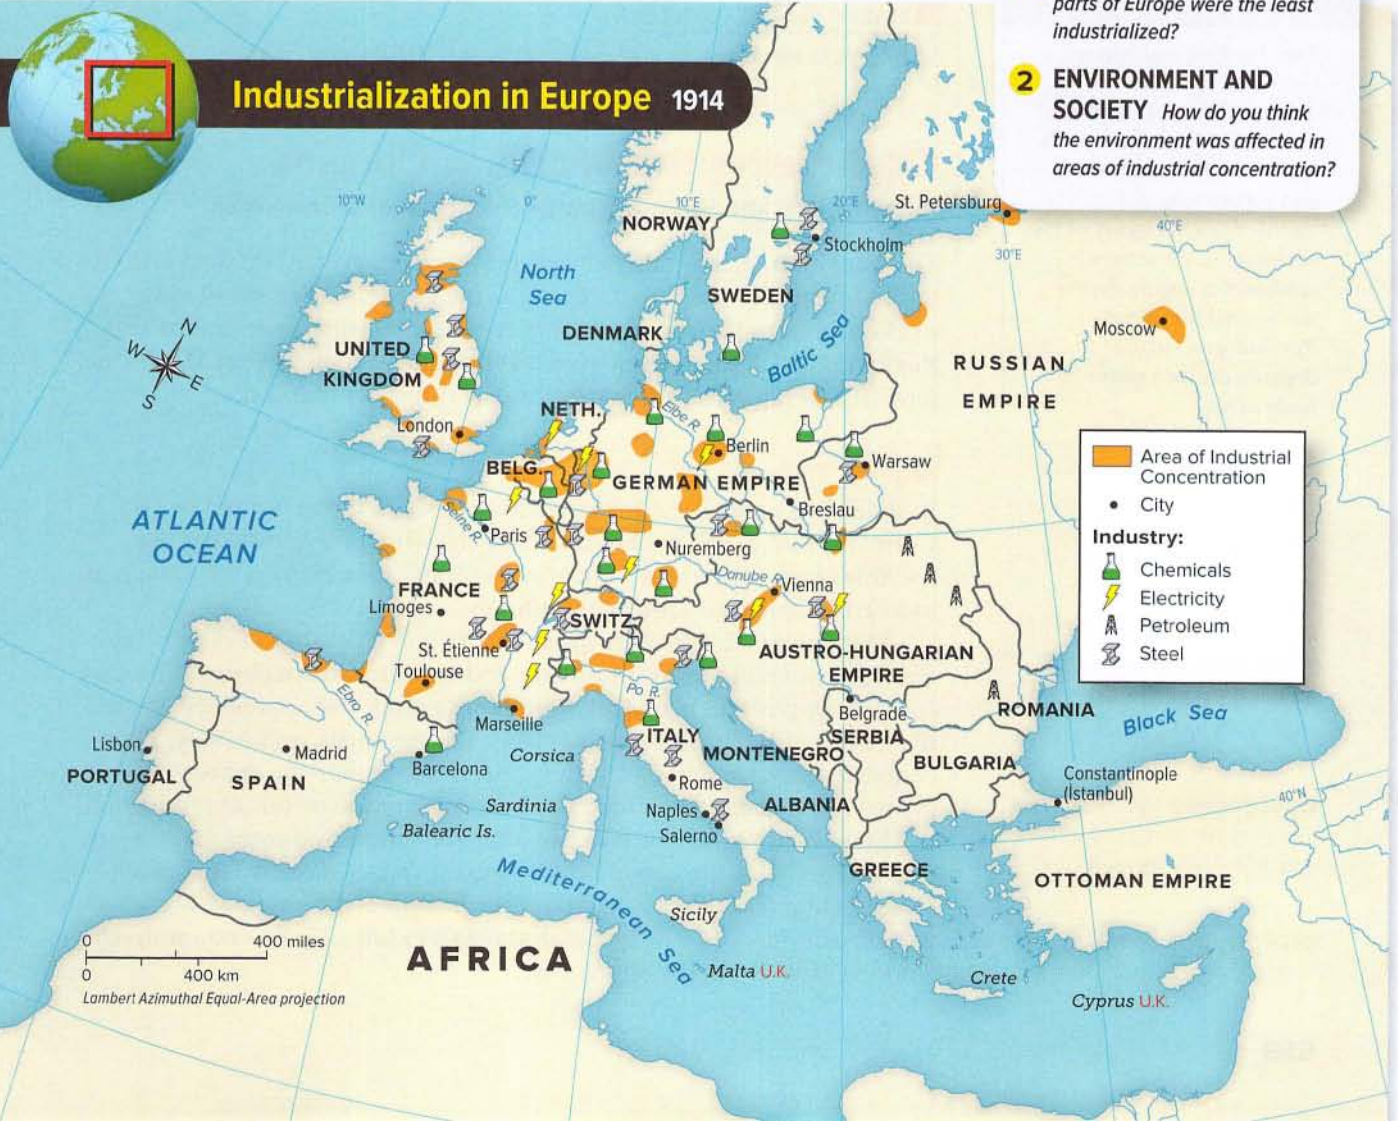 parts of Europe were the least
industrialized?
2 ENVIRONMENT AND
SOCIETY How do you think
the environment was affected in
areas of industrial concentration?
Industrialization in Europe 1914
10°W
0°
10°E
20°E
30°E
40°E
40°N
N
W
E
S
St. Petersburg
NORWAY
Stockholm
SWEDEN
North
Sea
DENMARK
Baltic Sea
Moscow
RUSSIAN
EMPIRE
UNITED
KINGDOM
London
NETH.
Elbe R.
Berlin
BELG.
GERMAN EMPIRE
Warsaw
Breslau
ATLANTIC
OCEAN
Seine R.
Paris
Nuremberg
FRANCE
Danube R.
Vienna
Limoges
SWITZ.
St. Étienne
AUSTRO-HUNGARIAN
EMPIRE
Toulouse
Po R.
Ebro R.
Marseille
Belgrade
ROMANIA
Black Sea
Lisbon
Madrid
PORTUGAL
SPAIN
Barcelona
Corsica
ITALY
MONTENEGRO
SERBIA
BULGARIA
Rome
Constantinople
(İstanbul)
Sardinia
Naples
ALBANIA
Balearic Is.
Salerno
GREECE
OTTOMAN EMPIRE
Mediterranean Sea
Sicily
AFRICA
Malta U.K.
Crete
Cyprus U.K.
Area of Industrial
Concentration
City
Industry:
Chemicals
Electricity
Petroleum
Steel
0 400 miles
0 400 km
Lambert Azimuthal Equal-Area projection